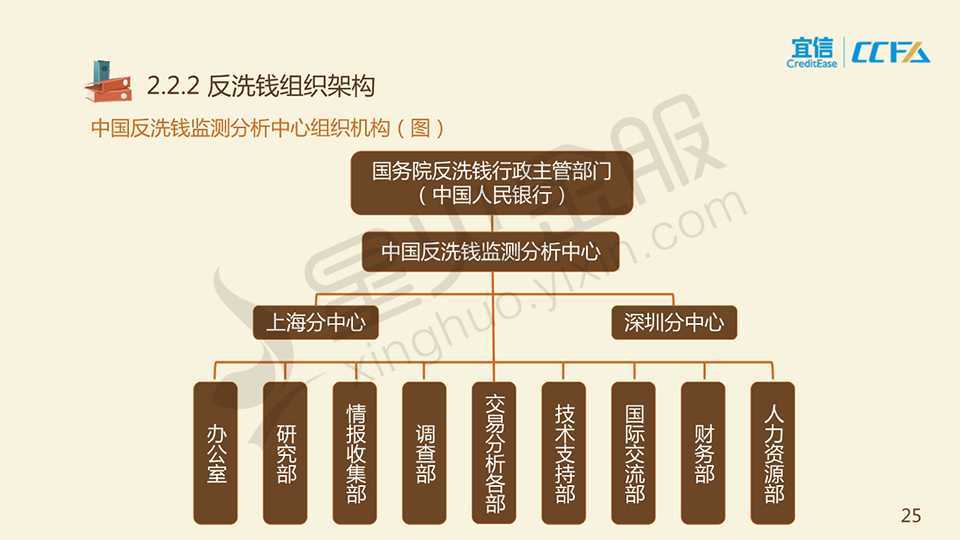 宜信
CreditEase
CCFA
2.2.2 反洗钱组织架构
中国反洗钱监测分析中心组织机构（图）
国务院反洗钱行政主管部门
（中国人民银行）
中国反洗钱监测分析中心
上海分中心
深圳分中心
办公室
研究部
情报收集部
调查部
交易分析各部
技术支持部
国际交流部
财务部
人力资源部
星火金服
xinghuo.yixin.com
25